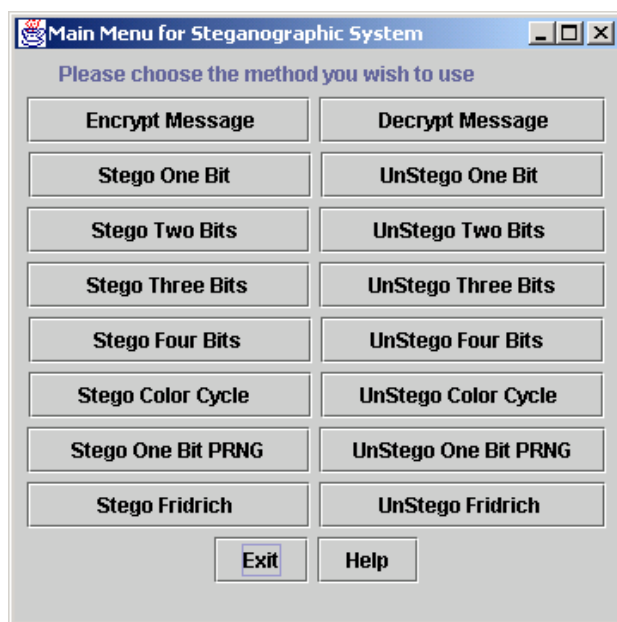 Main Menu for Steganographic System
Please choose the method you wish to use
Encrypt Message Decrypt Message
Stego One Bit UnStego One Bit
Stego Two Bits UnStego Two Bits
Stego Three Bits UnStego Three Bits
Stego Four Bits UnStego Four Bits
Stego Color Cycle UnStego Color Cycle
Stego One Bit PRNG UnStego One Bit PRNG
Stego Fridrich UnStego Fridrich
Exit Help